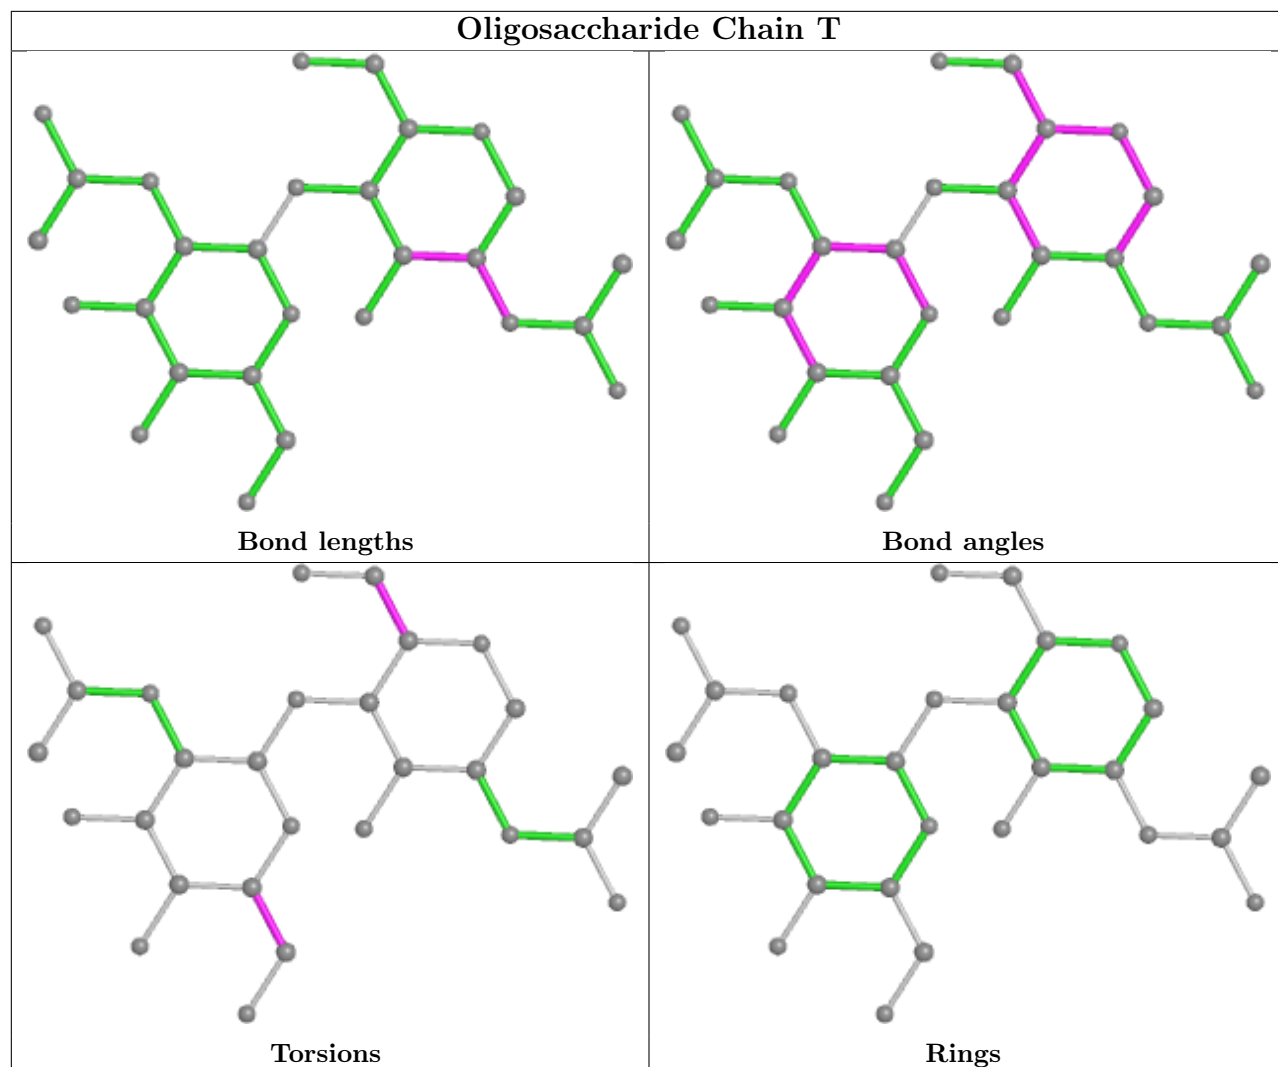 Oligosaccharide Chain T
Bond lengths
Bond angles
Torsions
Rings